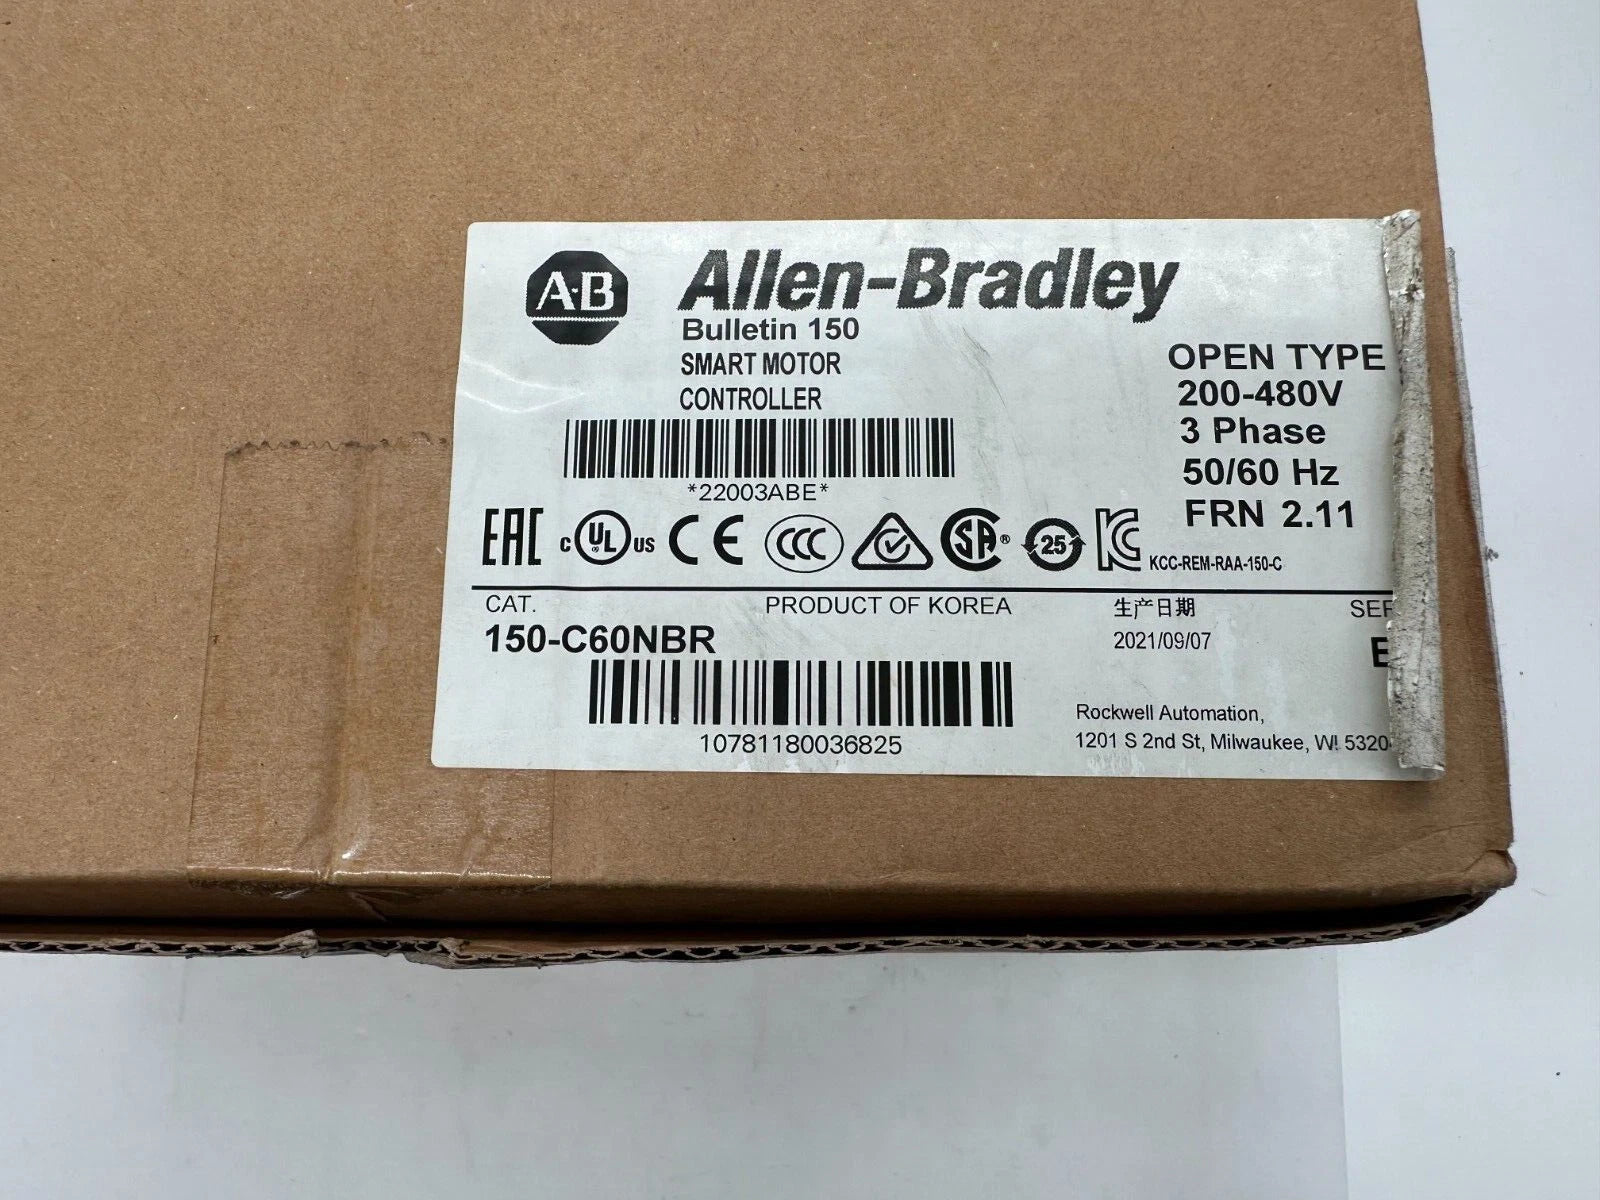 A-B Allen-Bradley
Bulletin 150
SMART MOTOR
CONTROLLER
OPEN TYPE
200-480V
3 Phase
50/60 Hz
FRN 2.11
*22003ABE*
EAC C UL US CE CCC SA ® 25 KC KCC-REM-RAA-150-C
CAT. PRODUCT OF KOREA 生产日期
150-C60NBR 2021/09/07
10781180036825
Rockwell Automation,
1201 S 2nd St, Milwaukee, WI